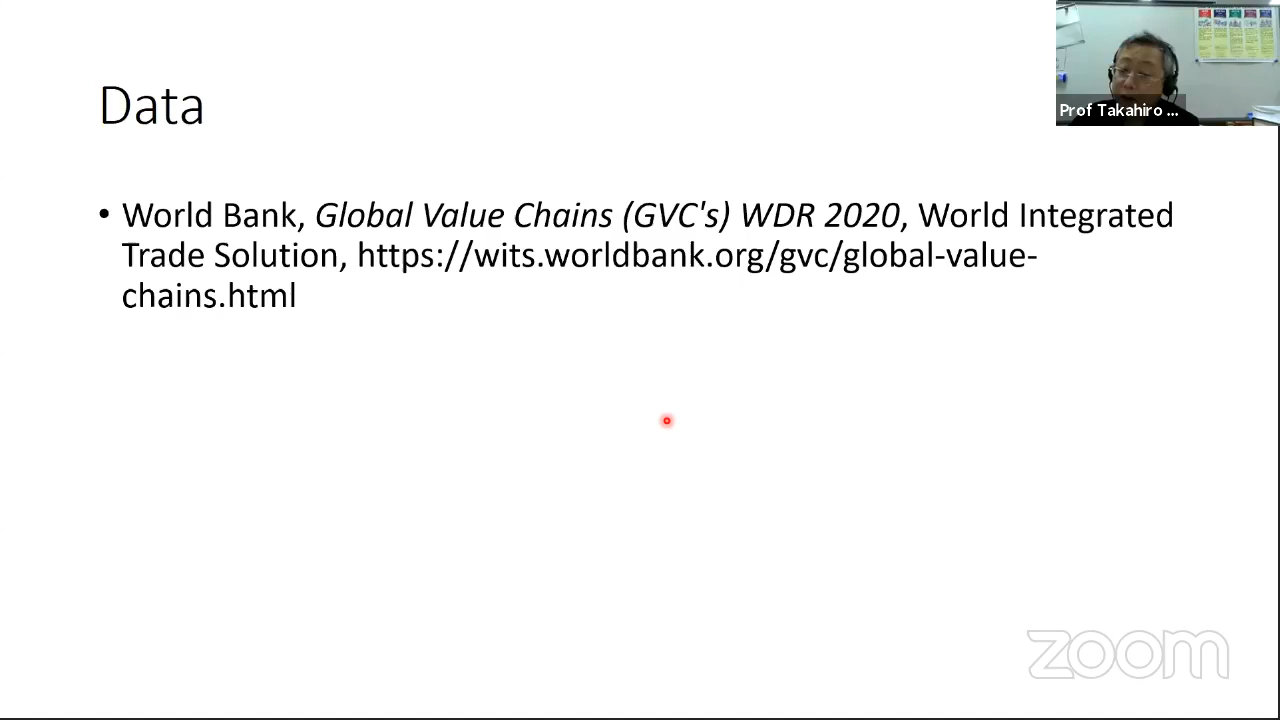 Data
• World Bank, Global Value Chains (GVC's) WDR 2020, World Integrated
Trade Solution, https://wits.worldbank.org/gvc/global-value-
chains.html
Prof Takahiro ...
zoom